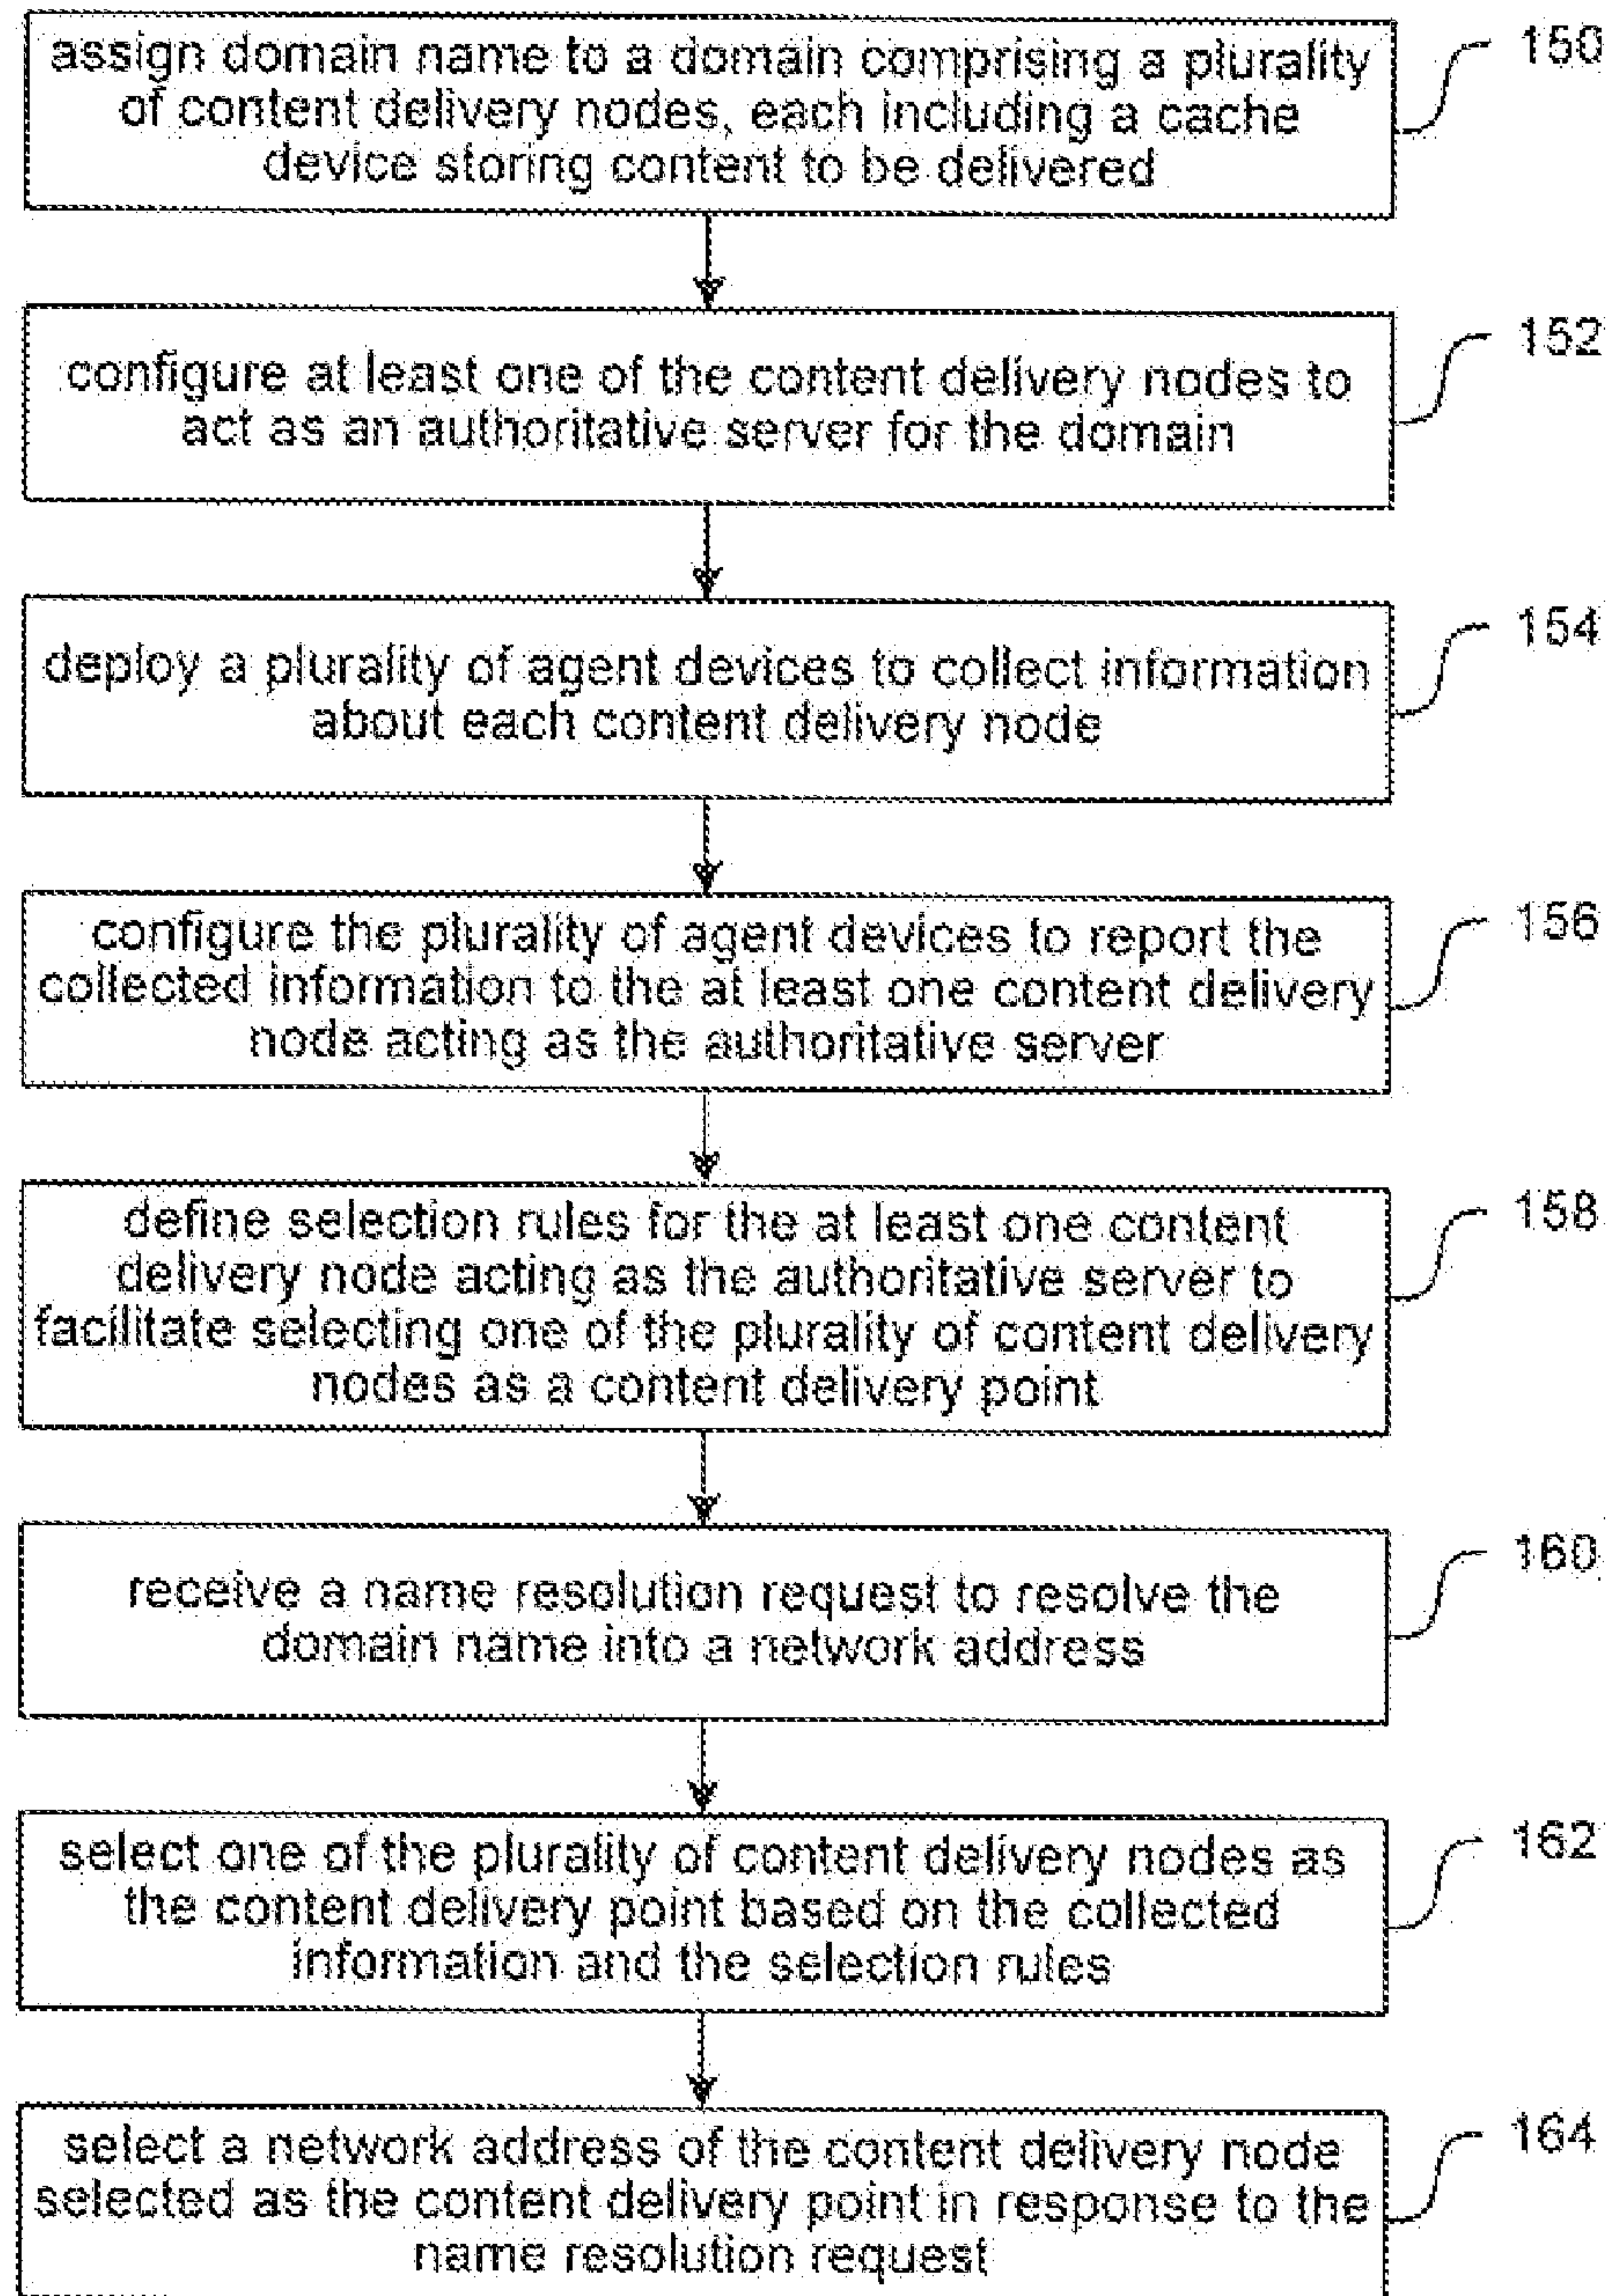 assign domain name to a domain comprising a plurality
of content delivery nodes, each including a cache
device storing content to be delivered
150
configure at least one of the content delivery nodes to
act as an authoritative server for the domain
152
deploy a plurality of agent devices to collect information
about each content delivery node
154
configure the plurality of agent devices to report the
collected information to the at least one content delivery
node acting as the authoritative server
156
define selection rules for the at least one content
delivery node acting as the authoritative server to
facilitate selecting one of the plurality of content delivery
nodes as a content delivery point
158
receive a name resolution request to resolve the
domain name into a network address
160
select one of the plurality of content delivery nodes as
the content delivery point based on the collected
information and the selection rules
162
select a network address of the content delivery node
selected as the content delivery point in response to the
name resolution request
164